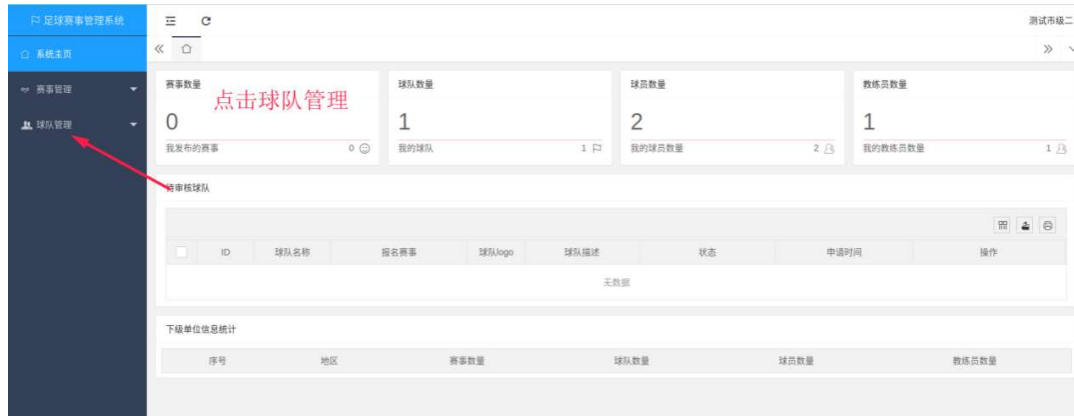 足球赛事管理系统
测试市级二
系统主页
赛事管理
球队管理
点击球队管理
赛事数量
0
我发布的赛事 0
球队数量
1
我的球队 1
球员数量
2
我的球员数量 2
教练员数量
1
我的教练员数量 1
待审核球队
ID 球队名称 报名赛事 球队logo 球队描述 状态 申请时间 操作
无数据
下级单位信息统计
序号 地区 赛事数量 球队数量 球员数量 教练员数量